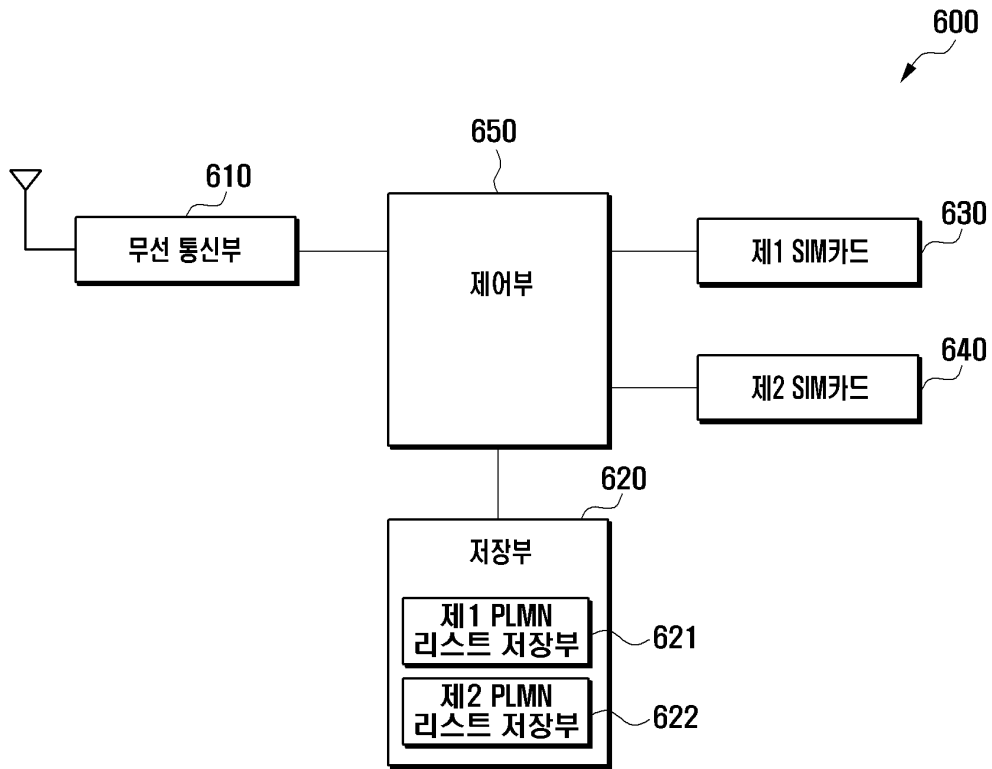 600
650
610
무선 통신부
제어부
630
제1 SIM카드
640
제2 SIM카드
620
저장부
제1 PLMN
리스트 저장부
621
제2 PLMN
리스트 저장부
622